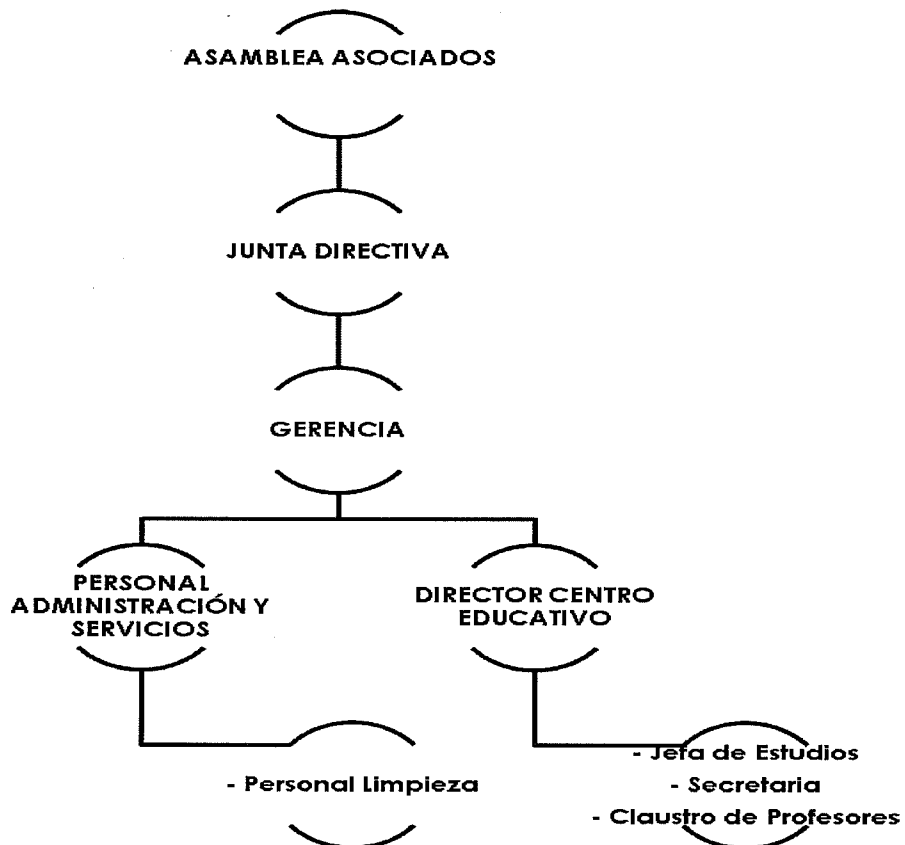 ASAMBLEA ASOCIADOS
JUNTA DIRECTIVA
GERENCIA
PERSONAL
ADMINISTRACIÓN Y
SERVICIOS
DIRECTOR CENTRO
EDUCATIVO
- Personal Limpieza
- Jefa de Estudios
- Secretaria
- Claustro de Profesores